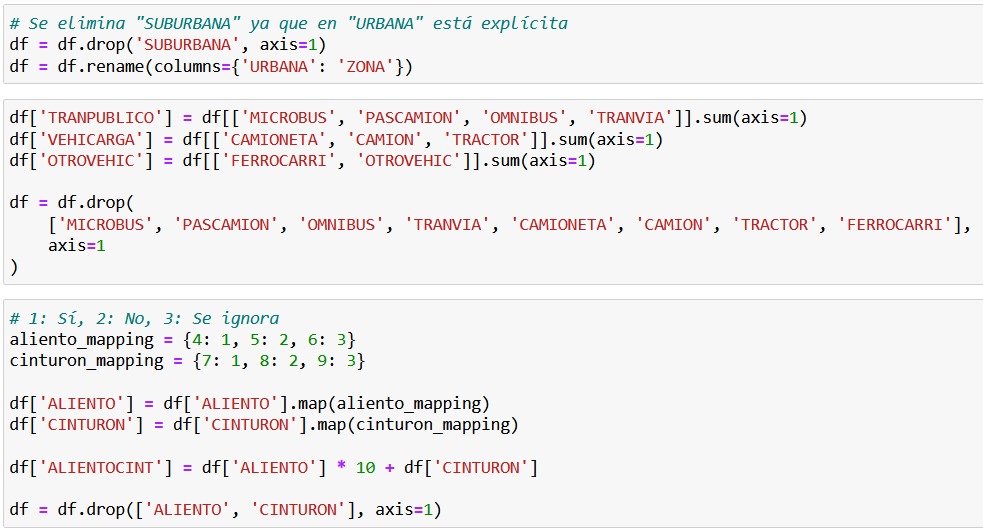 # Se elimina "SUBURBANA" ya que en "URBANA" está explícita
df = df.drop('SUBURBANA', axis=1)
df = df.rename(columns={'URBANA': 'ZONA'})
df['TRANPUBLICO'] = df[['MICROBUS', 'PASCAMION', 'OMNIBUS', 'TRANVIA']].sum(axis=1)
df['VEHICARGA'] = df[['CAMIONETA', 'CAMION', 'TRACTOR']].sum(axis=1)
df['OTROVEHIC'] = df[['FERROCARRI', 'OTROVEHIC']].sum(axis=1)
df = df.drop(
    ['MICROBUS', 'PASCAMION', 'OMNIBUS', 'TRANVIA', 'CAMIONETA', 'CAMION', 'TRACTOR', 'FERROCARRI'],
    axis=1
)
# 1: Sí, 2: No, 3: Se ignora
aliento_mapping = {4: 1, 5: 2, 6: 3}
cinturon_mapping = {7: 1, 8: 2, 9: 3}
df['ALIENTO'] = df['ALIENTO'].map(aliento_mapping)
df['CINTURON'] = df['CINTURON'].map(cinturon_mapping)
df['ALIENTOCINT'] = df['ALIENTO'] * 10 + df['CINTURON']
df = df.drop(['ALIENTO', 'CINTURON'], axis=1)